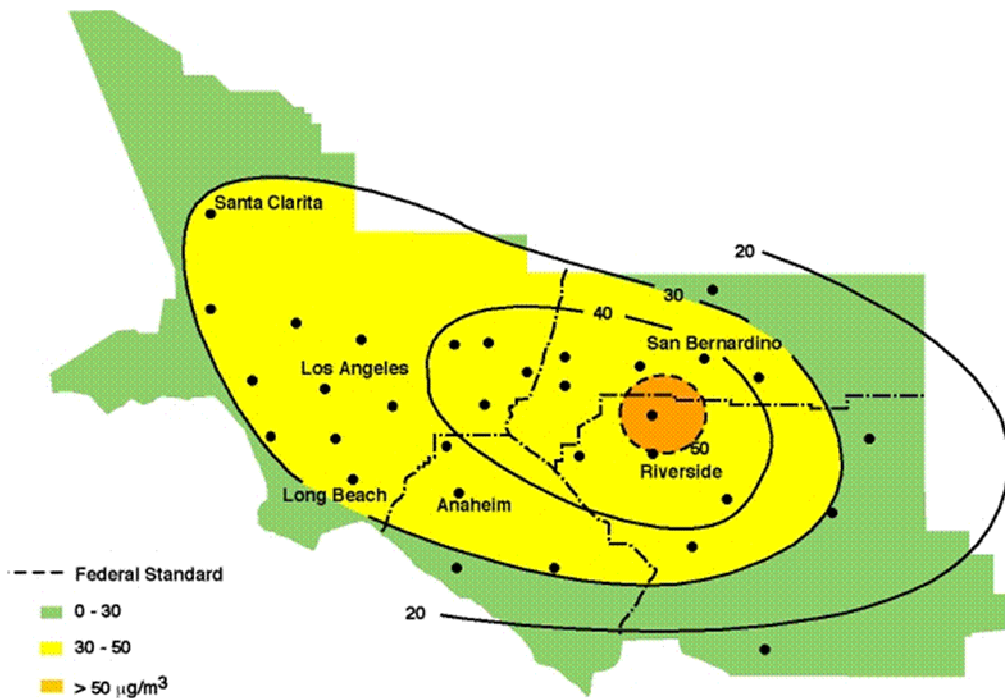 Santa Clarita
20
30
40
San Bernardino
Los Angeles
50
Riverside
Long Beach
Anaheim
Federal Standard
0 - 30
20
30 - 50
> 50 µg/m³